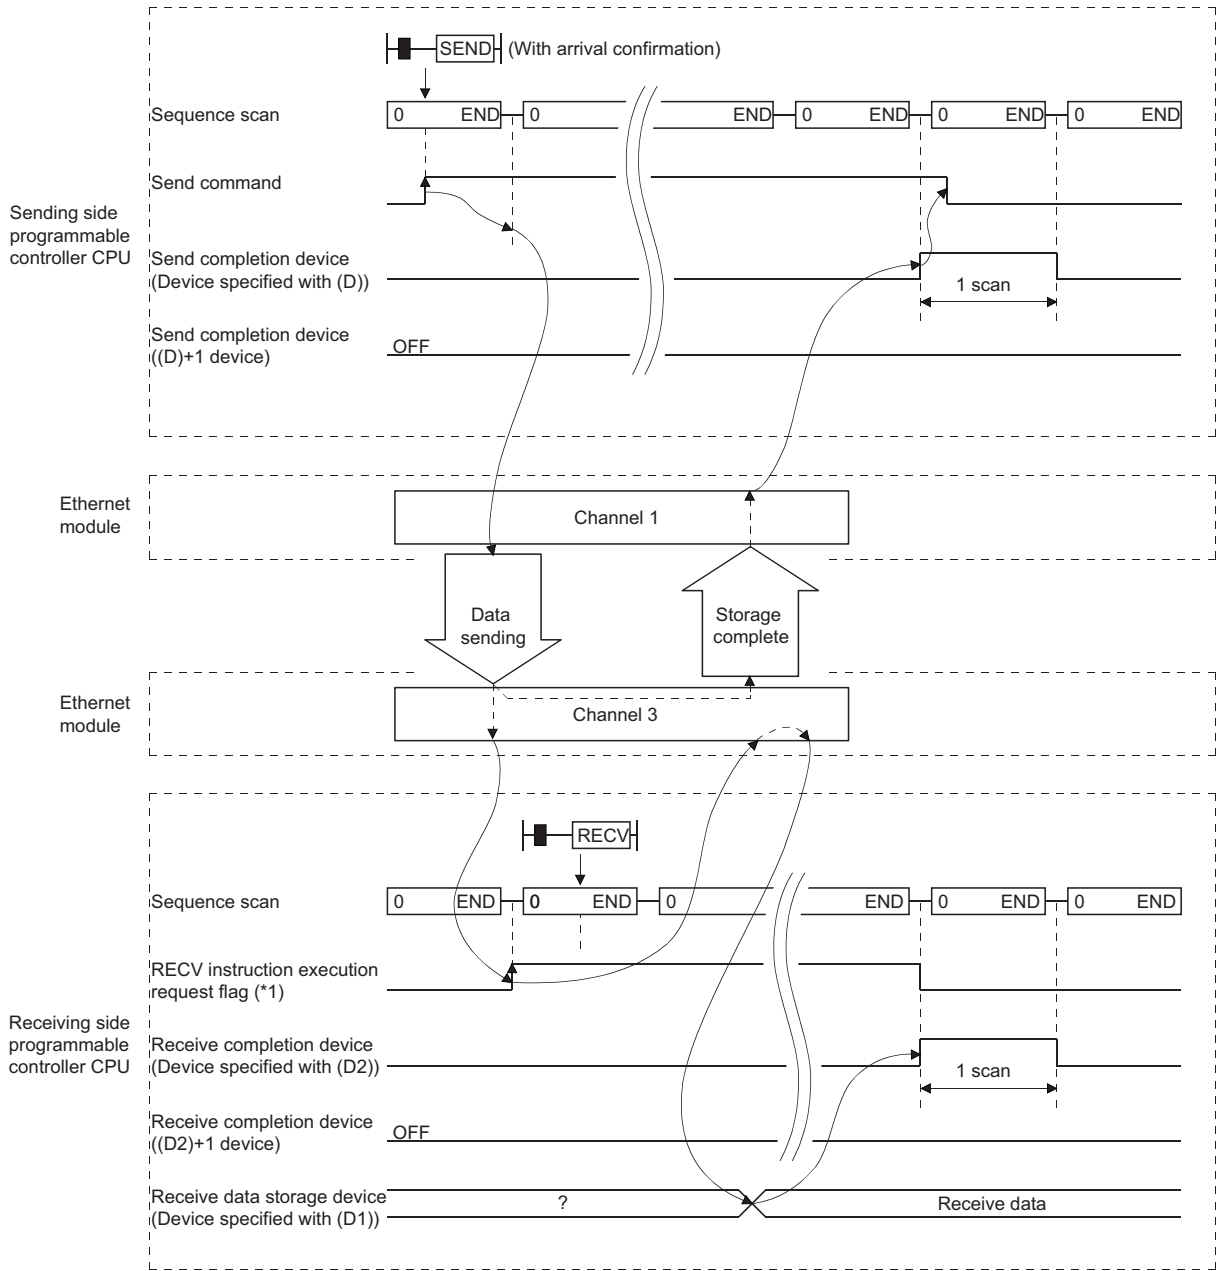 SEND (With arrival confirmation)
Sequence scan 0 END 0 END 0 END 0 END 0 END
Send command
Sending side
programmable
controller CPU
Send completion device
(Device specified with (D))
1 scan
Send completion device
((D)+1 device)
OFF
Ethernet
module
Channel 1
Data
sending
Storage
complete
Ethernet
module
Channel 3
RECV
Sequence scan 0 END 0 END 0 END 0 END 0 END
RECV instruction execution
request flag (*1)
Receiving side
programmable
controller CPU
Receive completion device
(Device specified with (D2))
1 scan
Receive completion device
((D2)+1 device)
OFF
Receive data storage device
(Device specified with (D1))
? Receive data